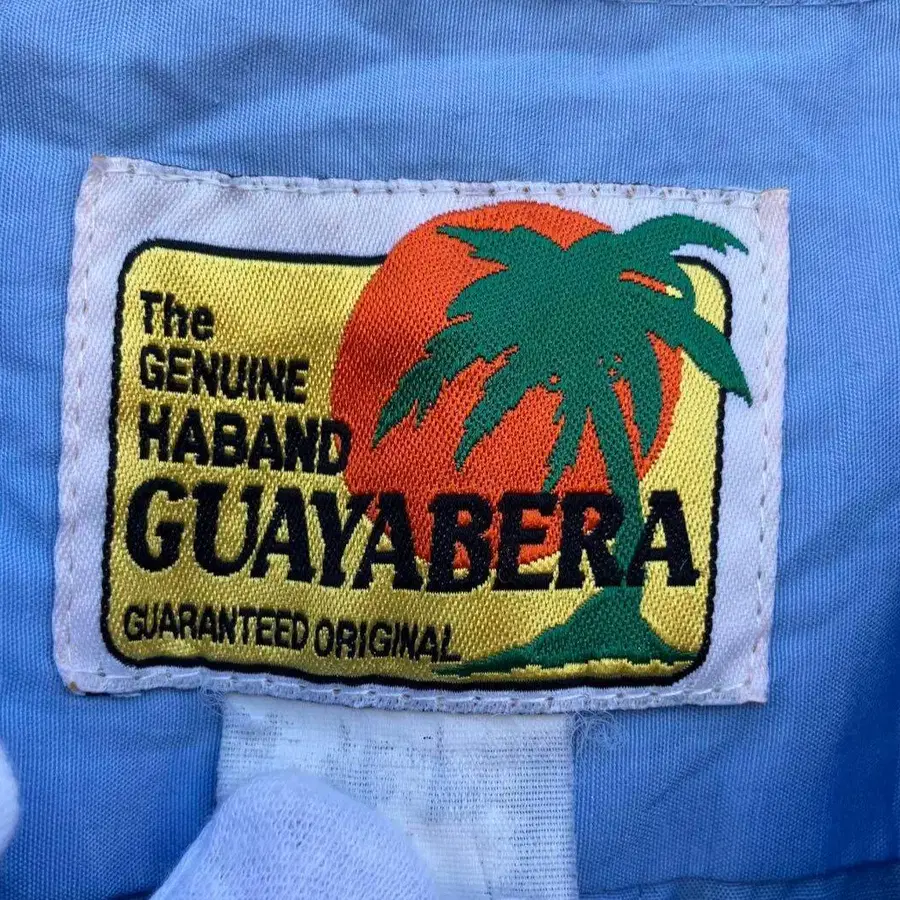 The
GENUINE
HABAND
GUAYABERA
GUARANTEED ORIGINAL